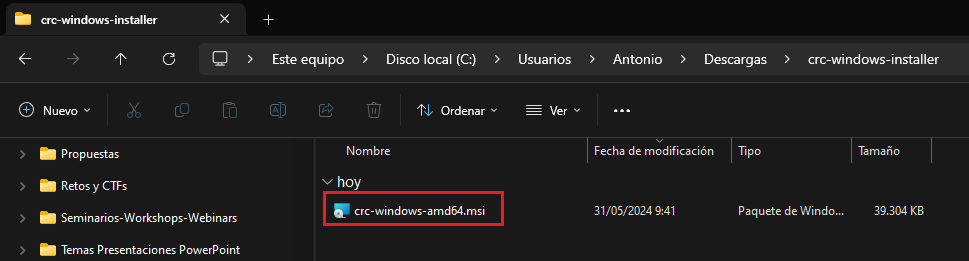 crc-windows-installer
Este equipo > Disco local (C:) > Usuarios > Antonio > Descargas > crc-windows-installer
Nuevo Ordenar Ver ...
Nombre Fecha de modificación Tipo Tamaño
Propuestas
hoy
Retos y CTFs
crc-windows-amd64.msi 31/05/2024 9:41 Paquete de Windo... 39.304 KB
Seminarios-Workshops-Webinars
Temas Presentaciones PowerPoint